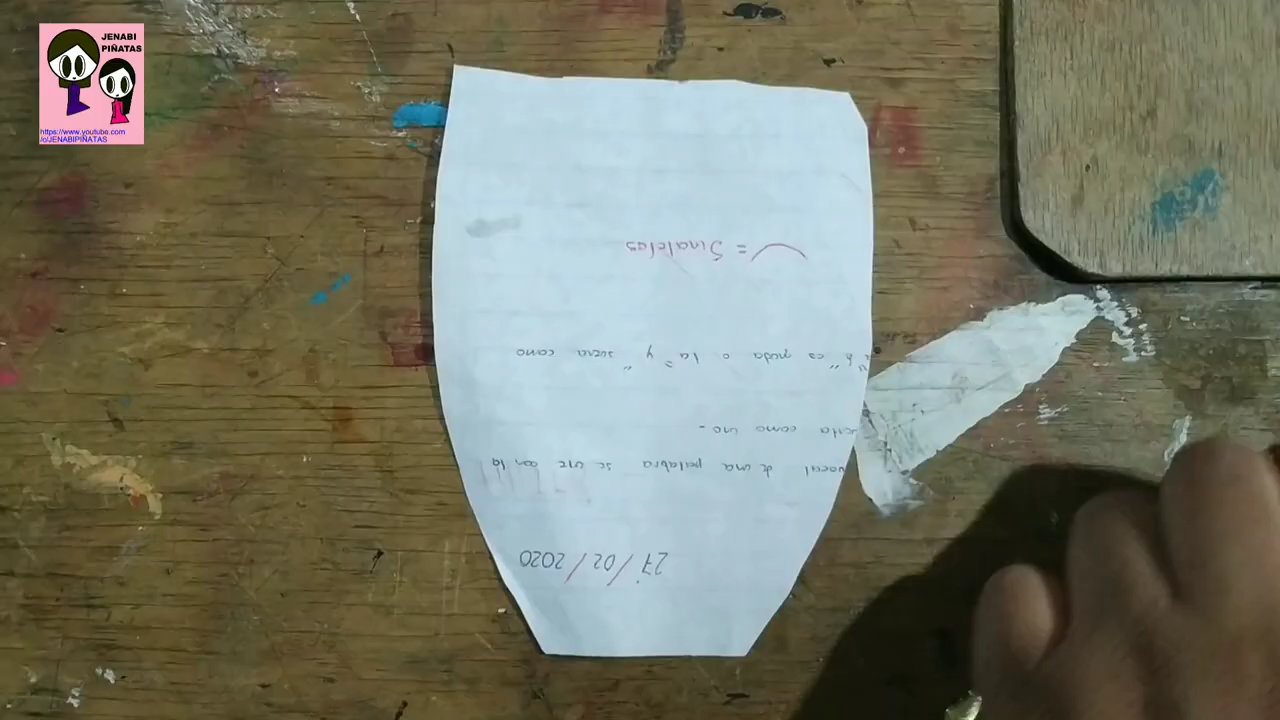 JENABI
PIÑATAS
https://www.youtube.com
/o/JENABIPIÑATAS
27/02/2020
vocal de una palabra se une con la
como uno.
"h" es muda o la "y" suena como "
= Sinalefas